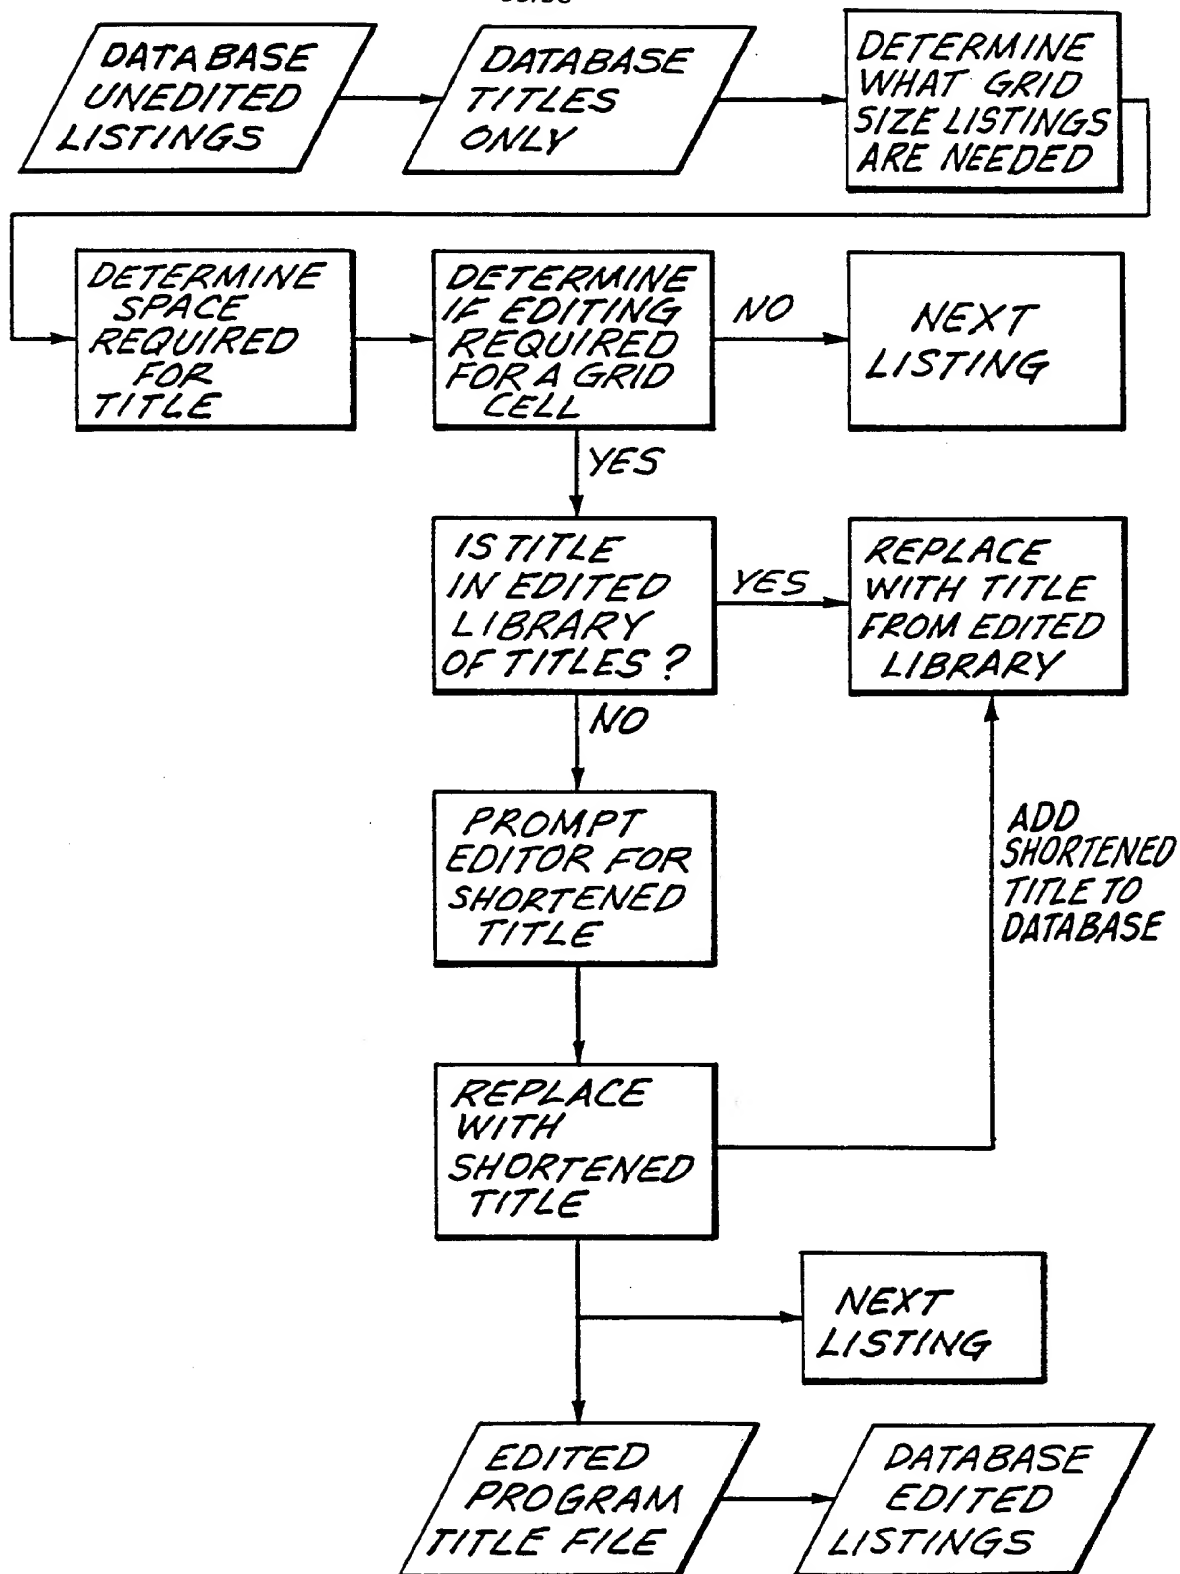 DATABASE
UNEDITED
LISTINGS
DATABASE
TITLES
ONLY
DETERMINE
WHAT GRID
SIZE LISTINGS
ARE NEEDED
DETERMINE
SPACE
REQUIRED
FOR
TITLE
DETERMINE
IF EDITING
REQUIRED
FOR A GRID
CELL
NO
NEXT
LISTING
YES
IS TITLE
IN EDITED
LIBRARY
OF TITLES?
YES
REPLACE
WITH TITLE
FROM EDITED
LIBRARY
NO
PROMPT
EDITOR FOR
SHORTENED
TITLE
ADD
SHORTENED
TITLE TO
DATABASE
REPLACE
WITH
SHORTENED
TITLE
NEXT
LISTING
EDITED
PROGRAM
TITLE FILE
DATABASE
EDITED
LISTINGS